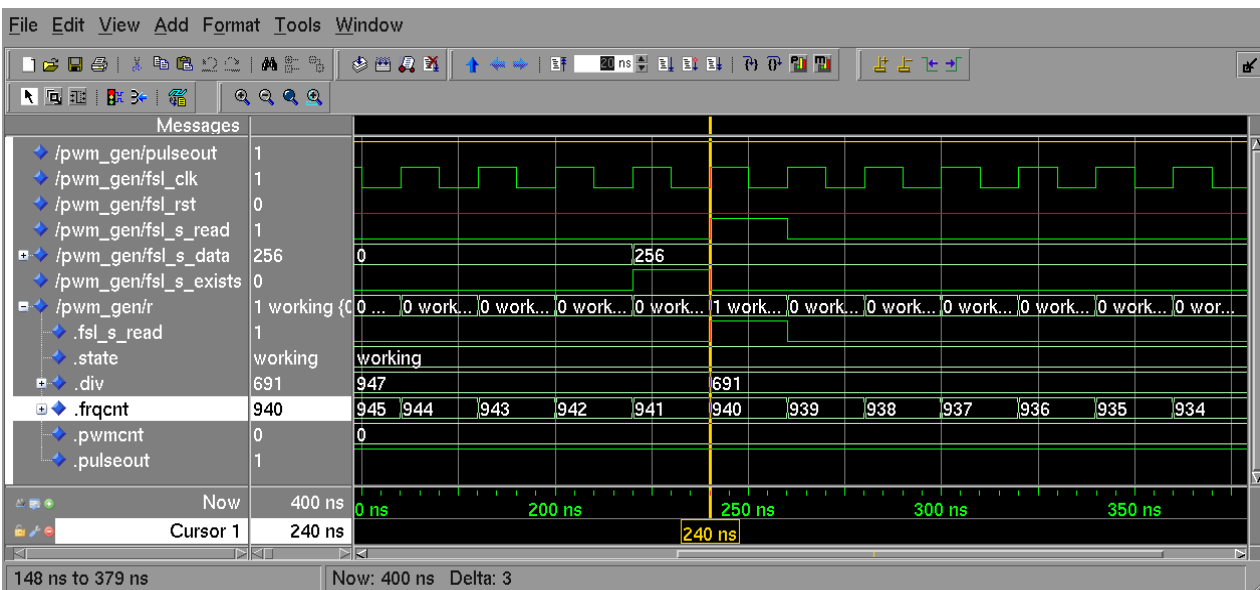 File Edit View Add Format Tools Window
20 ns
Messages
/pwm_gen/pulseout 1
/pwm_gen/fsl_clk 1
/pwm_gen/fsl_rst 0
/pwm_gen/fsl_s_read 1
/pwm_gen/fsl_s_data 256 0 256
/pwm_gen/fsl_s_exists 0
/pwm_gen/r 1 working {0 0 ... 0 work... 0 work... 0 work... 0 work... 1 work... 0 work... 0 work... 0 work... 0 work... 0 wor...
.fsl_s_read 1
.state working working
.div 691 947 691
.frqcnt 940 945 944 943 942 941 940 939 938 937 936 935 934
.pwmcnt 0 0
.pulseout 1
Now 400 ns 0 ns 200 ns 250 ns 300 ns 350 ns
Cursor 1 240 ns 240 ns
148 ns to 379 ns Now: 400 ns Delta: 3